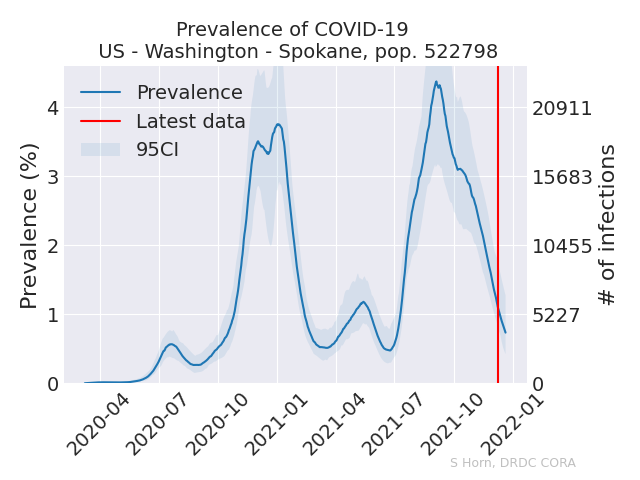 Prevalence of COVID-19
US - Washington - Spokane, pop. 522798
Prevalence
Latest data
95CI
Prevalence (%)
4
3
2
1
0
20911
15683
10455
5227
0
# of infections
2020-04
2020-07
2020-10
2021-01
2021-04
2021-07
2021-10
2022-01
S Horn, DRDC CORA